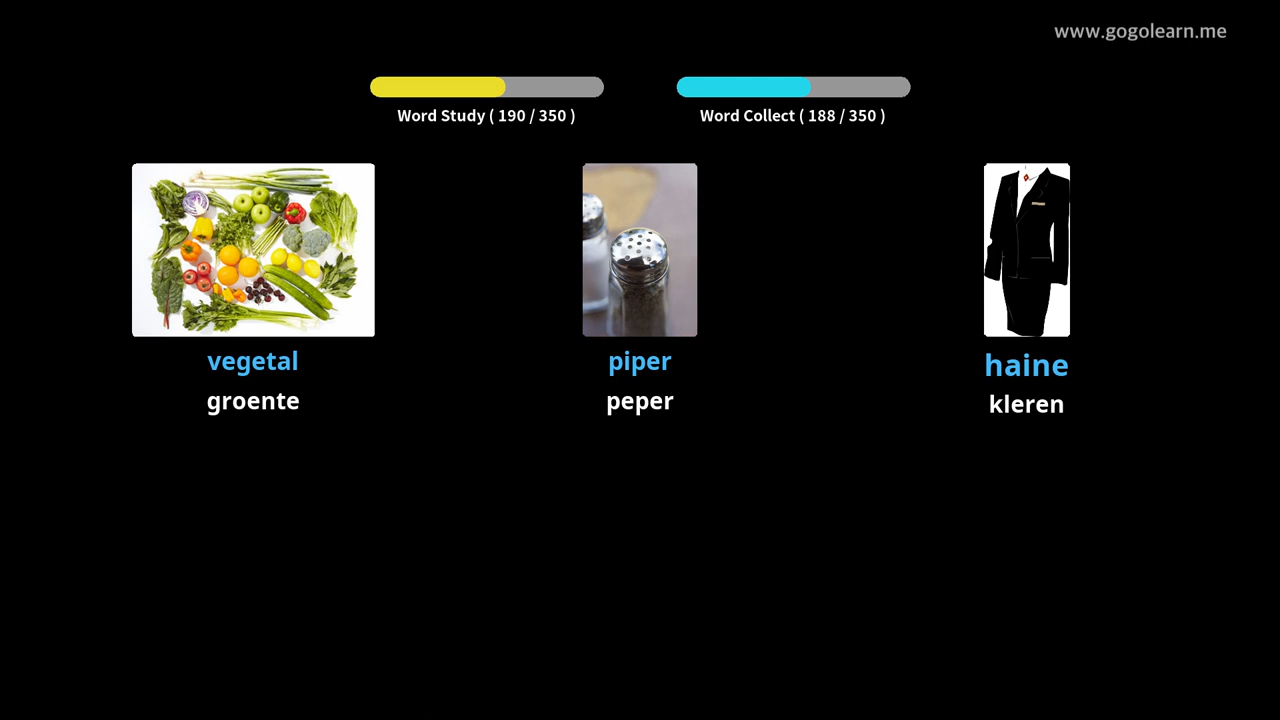 www.gogolearn.me
Word Study ( 190 / 350 )
Word Collect ( 188 / 350 )
vegetal
groente
piper
peper
haine
kleren